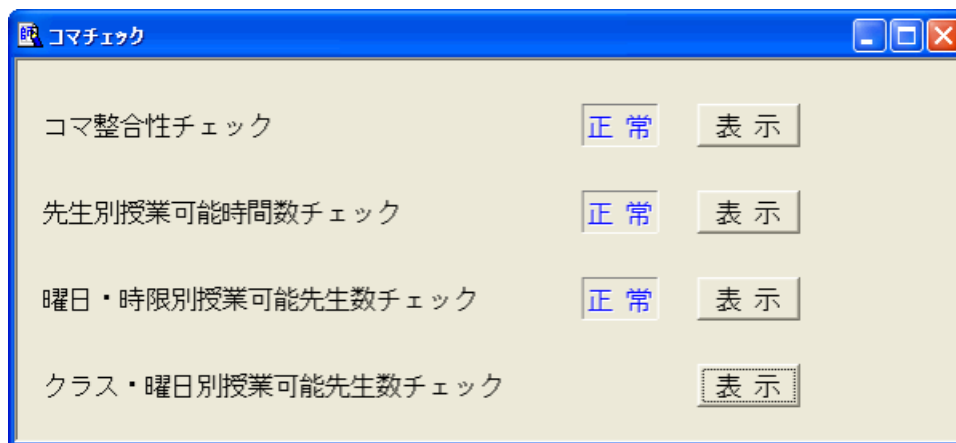 コマチェック
コマ整合性チェック 正 常 表 示
先生別授業可能時間数チェック 正 常 表 示
曜日・時限別授業可能先生数チェック 正 常 表 示
クラス・曜日別授業可能先生数チェック 表 示